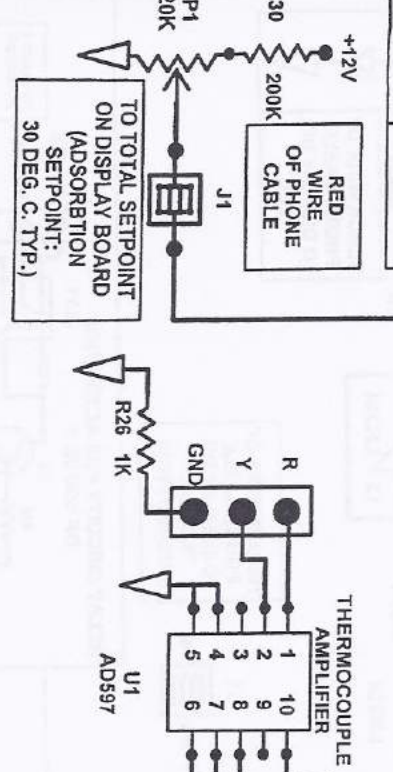 +12V
30
200K
P1
20K
J1
RED
WIRE
OF PHONE
CABLE
TO TOTAL SETPOINT
ON DISPLAY BOARD
(ADSORBTION
SETPOINT:
30 DEG. C. TYP.)
R26 1K
R
Y
GND
THERMOCOUPLE
AMPLIFIER
1 10
2 9
3 8
4 7
5 6
U1
AD597